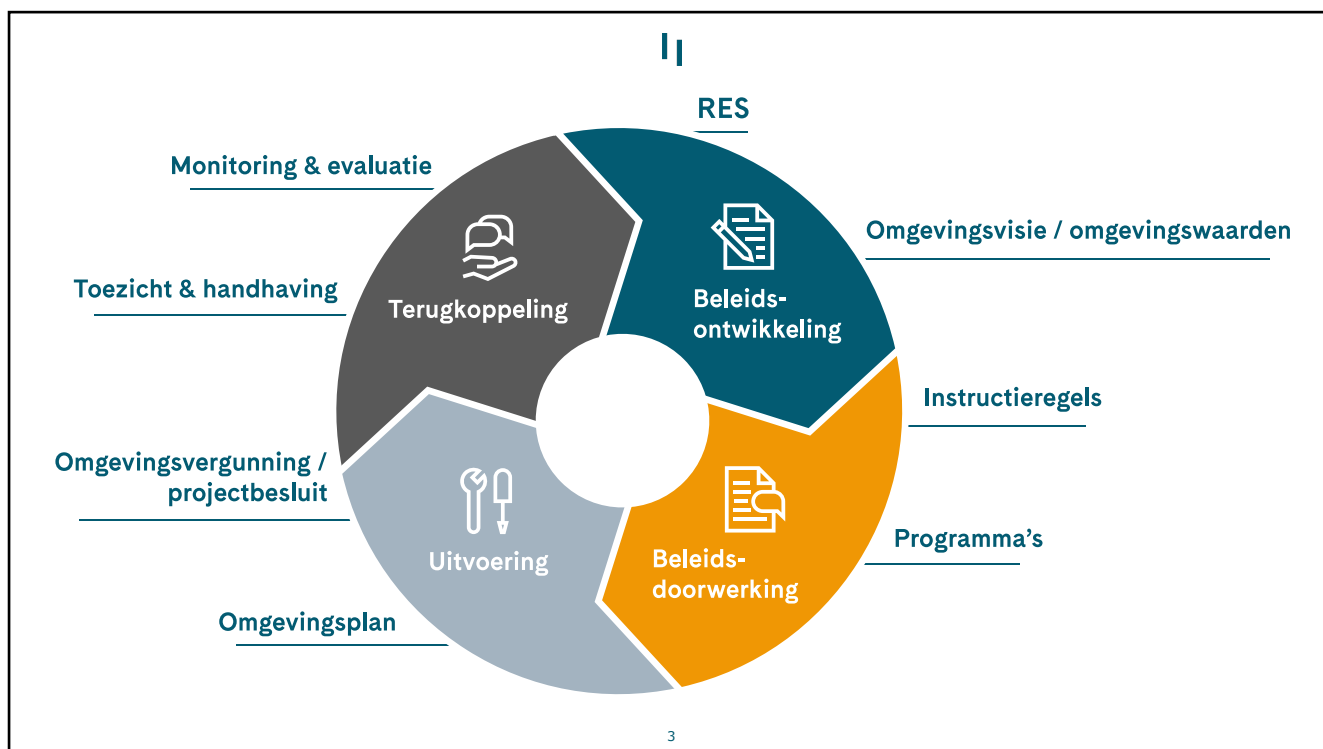 RES
Monitoring & evaluatie
Omgevingsvisie / omgevingswaarden
Toezicht & handhaving
Terugkoppeling
Beleids-
ontwikkeling
Instructieregels
Omgevingsvergunning /
projectbesluit
Programma's
Uitvoering
Beleids-
doorwerking
Omgevingsplan
3